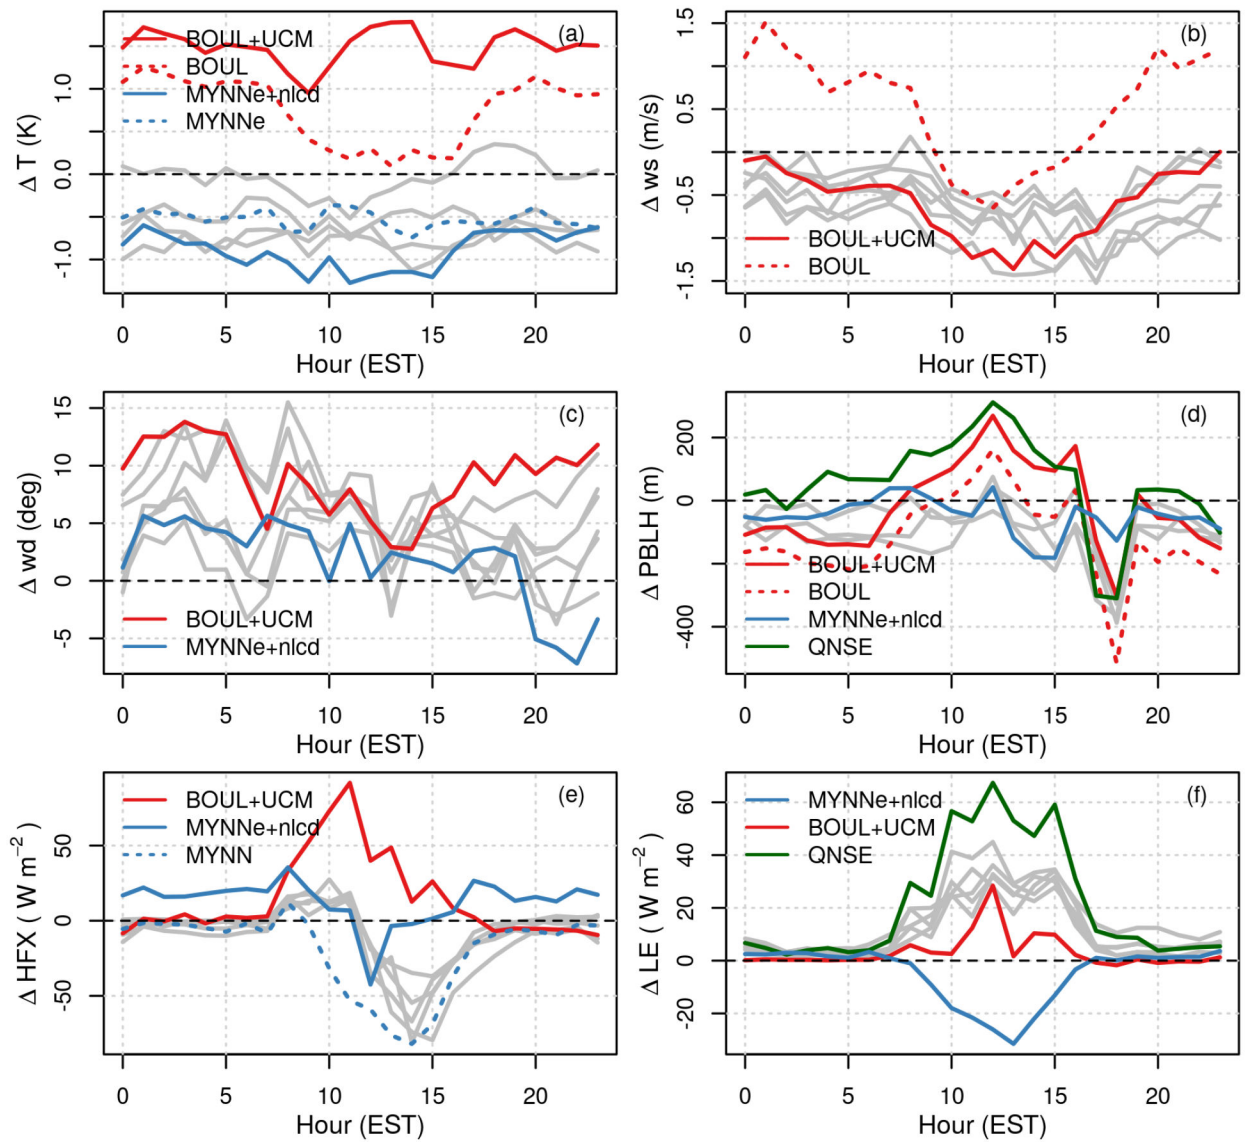 (a)
BOUL+UCM
BOUL
MYNNe+nlcd
MYNNe
Δ T (K)
1.0
0.0
-1.0
0 5 10 15 20
Hour (EST)
(b)
Δ ws (m/s)
1.5
0.5
-0.5
-1.5
BOUL+UCM
BOUL
0 5 10 15 20
Hour (EST)
(c)
Δ wd (deg)
15
10
5
0
-5
BOUL+UCM
MYNNe+nlcd
0 5 10 15 20
Hour (EST)
(d)
Δ PBLH (m)
200
0
-400
BOUL+UCM
BOUL
MYNNe+nlcd
QNSE
0 5 10 15 20
Hour (EST)
(e)
BOUL+UCM
MYNNe+nlcd
MYNN
Δ HFX ( W m⁻²)
50
0
-50
0 5 10 15 20
Hour (EST)
(f)
MYNNe+nlcd
BOUL+UCM
QNSE
Δ LE ( W m⁻²)
60
40
20
0
-20
0 5 10 15 20
Hour (EST)